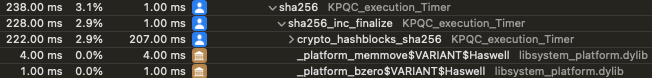 238.00 ms 3.1% 1.00 ms sha256 KPQC_execution_Timer
228.00 ms 2.9% 1.00 ms sha256_inc_finalize KPQC_execution_Timer
222.00 ms 2.9% 207.00 ms crypto_hashblocks_sha256 KPQC_execution_Timer
4.00 ms 0.0% 4.00 ms _platform_memmove$VARIANT$Haswell libsystem_platform.dylib
1.00 ms 0.0% 1.00 ms _platform_bzero$VARIANT$Haswell libsystem_platform.dylib